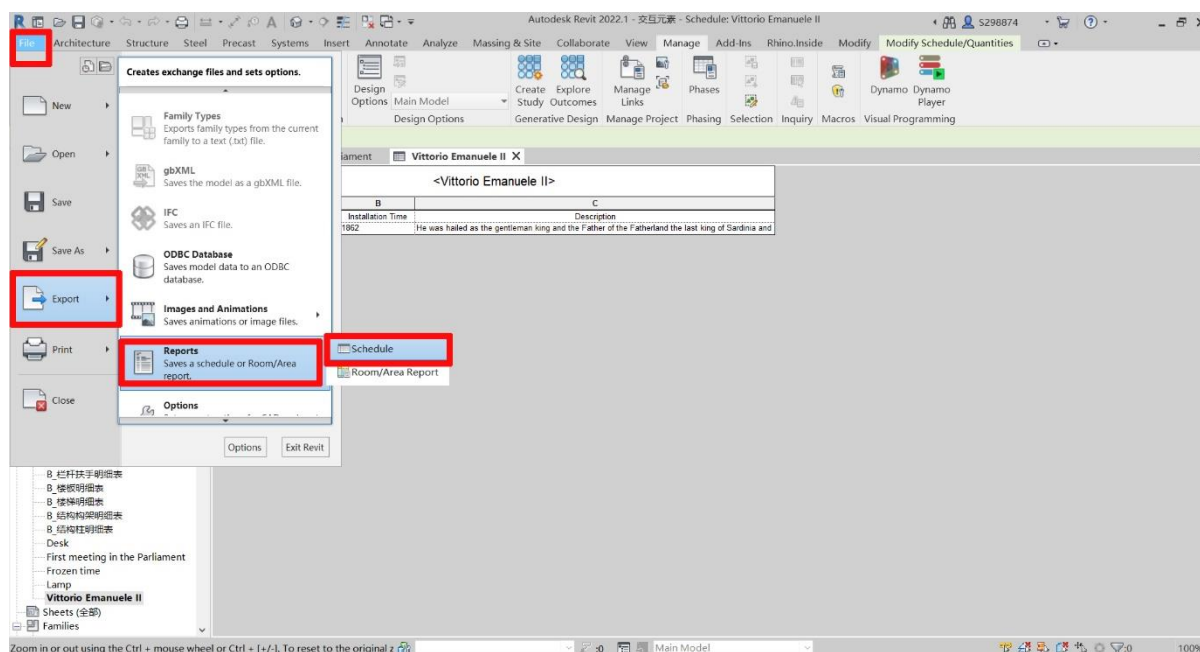 Autodesk Revit 2022.1 - 交互元素 - Schedule: Vittorio Emanuele II
S298874
File Architecture Structure Steel Precast Systems Insert Annotate Analyze Massing & Site Collaborate View Manage Add-Ins Rhino.Inside Modify Modify Schedule/Quantities
Creates exchange files and sets options.
New
Open
Save
Save As
Export
Print
Close
Family Types
Exports family types from the current
family to a text (.txt) file.
gbXML
Saves the model as a gbXML file.
IFC
Saves an IFC file.
ODBC Database
Saves model data to an ODBC
database.
Images and Animations
Saves animations or image files.
Reports
Saves a schedule or Room/Area
report.
Options
Options Exit Revit
Schedule
Room/Area Report
Design
Options
Main Model
Create
Study
Explore
Outcomes
Manage
Links
Phases
Dynamo
Dynamo
Player
Design Options Generative Design Manage Project Phasing Selection Inquiry Macros Visual Programming
iament Vittorio Emanuele II
<Vittorio Emanuele II>
B C
Installation Time Description
1862 He was hailed as the gentleman king and the Father of the Fatherland the last king of Sardinia and
B_栏杆扶手明细表
B_楼板明细表
B_楼梯明细表
B_结构构架明细表
B_结构柱明细表
Desk
First meeting in the Parliament
Frozen time
Lamp
Vittorio Emanuele II
Sheets (全部)
Families
Zoom in or out using the Ctrl + mouse wheel or Ctrl + [+/-]. To reset to the original z
:0
Main Model
:0
100%